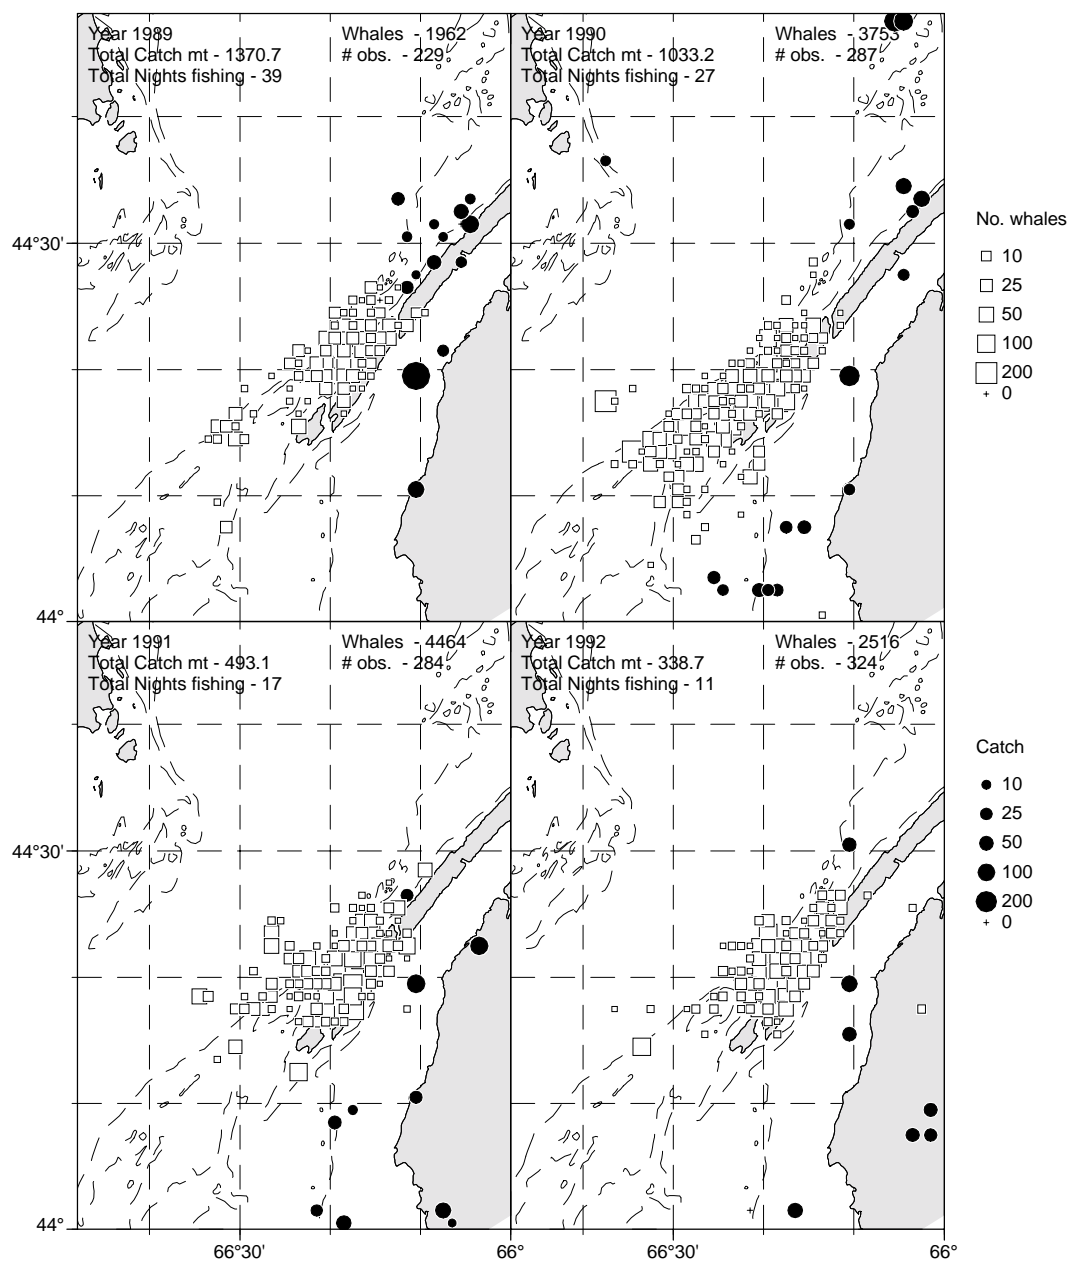 Year 1989 Whales - 1962
Total Catch mt - 1370.7 # obs. - 229
Total Nights fishing - 39
Year 1990 Whales - 3753
Total Catch mt - 1033.2 # obs. - 287
Total Nights fishing - 27
No. whales
10
25
50
100
200
0
44°30'
44°
Year 1991 Whales - 4464
Total Catch mt - 493.1 # obs. - 284
Total Nights fishing - 17
Year 1992 Whales - 2516
Total Catch mt - 338.7 # obs. - 324
Total Nights fishing - 11
Catch
10
25
50
100
200
0
44°30'
44°
66°30' 66° 66°30' 66°